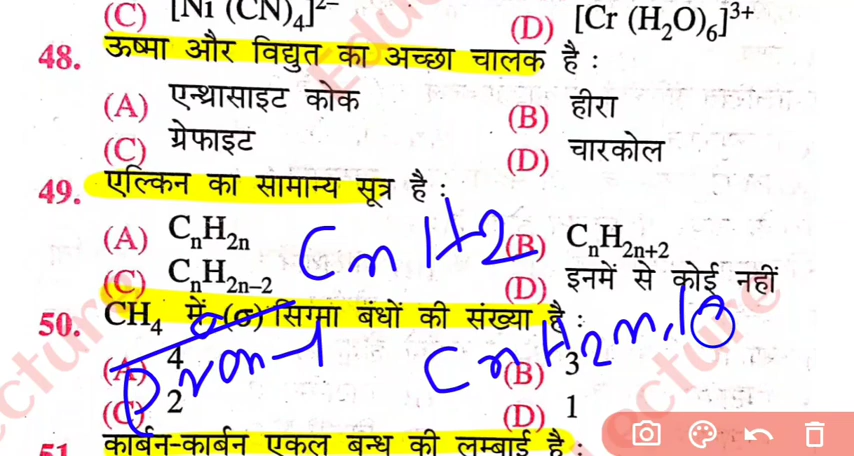 (C) [Ni (CN)₄]²⁻ (D) [Cr (H₂O)₆]³⁺
48. ऊष्मा और विद्युत का अच्छा चालक है :
(A) एन्थ्रासाइट कोक (B) हीरा
(C) ग्रेफाइट (D) चारकोल
49. एल्किन का सामान्य सूत्र है :
(A) CₙH₂ₙ (B) CₙH₂ₙ₊₂
CnH2
(C) CₙH₂ₙ₋₂ (D) इनमें से कोई नहीं
50. CH₄ में (σ) सिग्मा बंधों की संख्या है :
(A) 4 (B) 3
CnH2n
(C) 2 (D) 1
51. कार्बन-कार्बन एकल बन्ध की लम्बाई है :